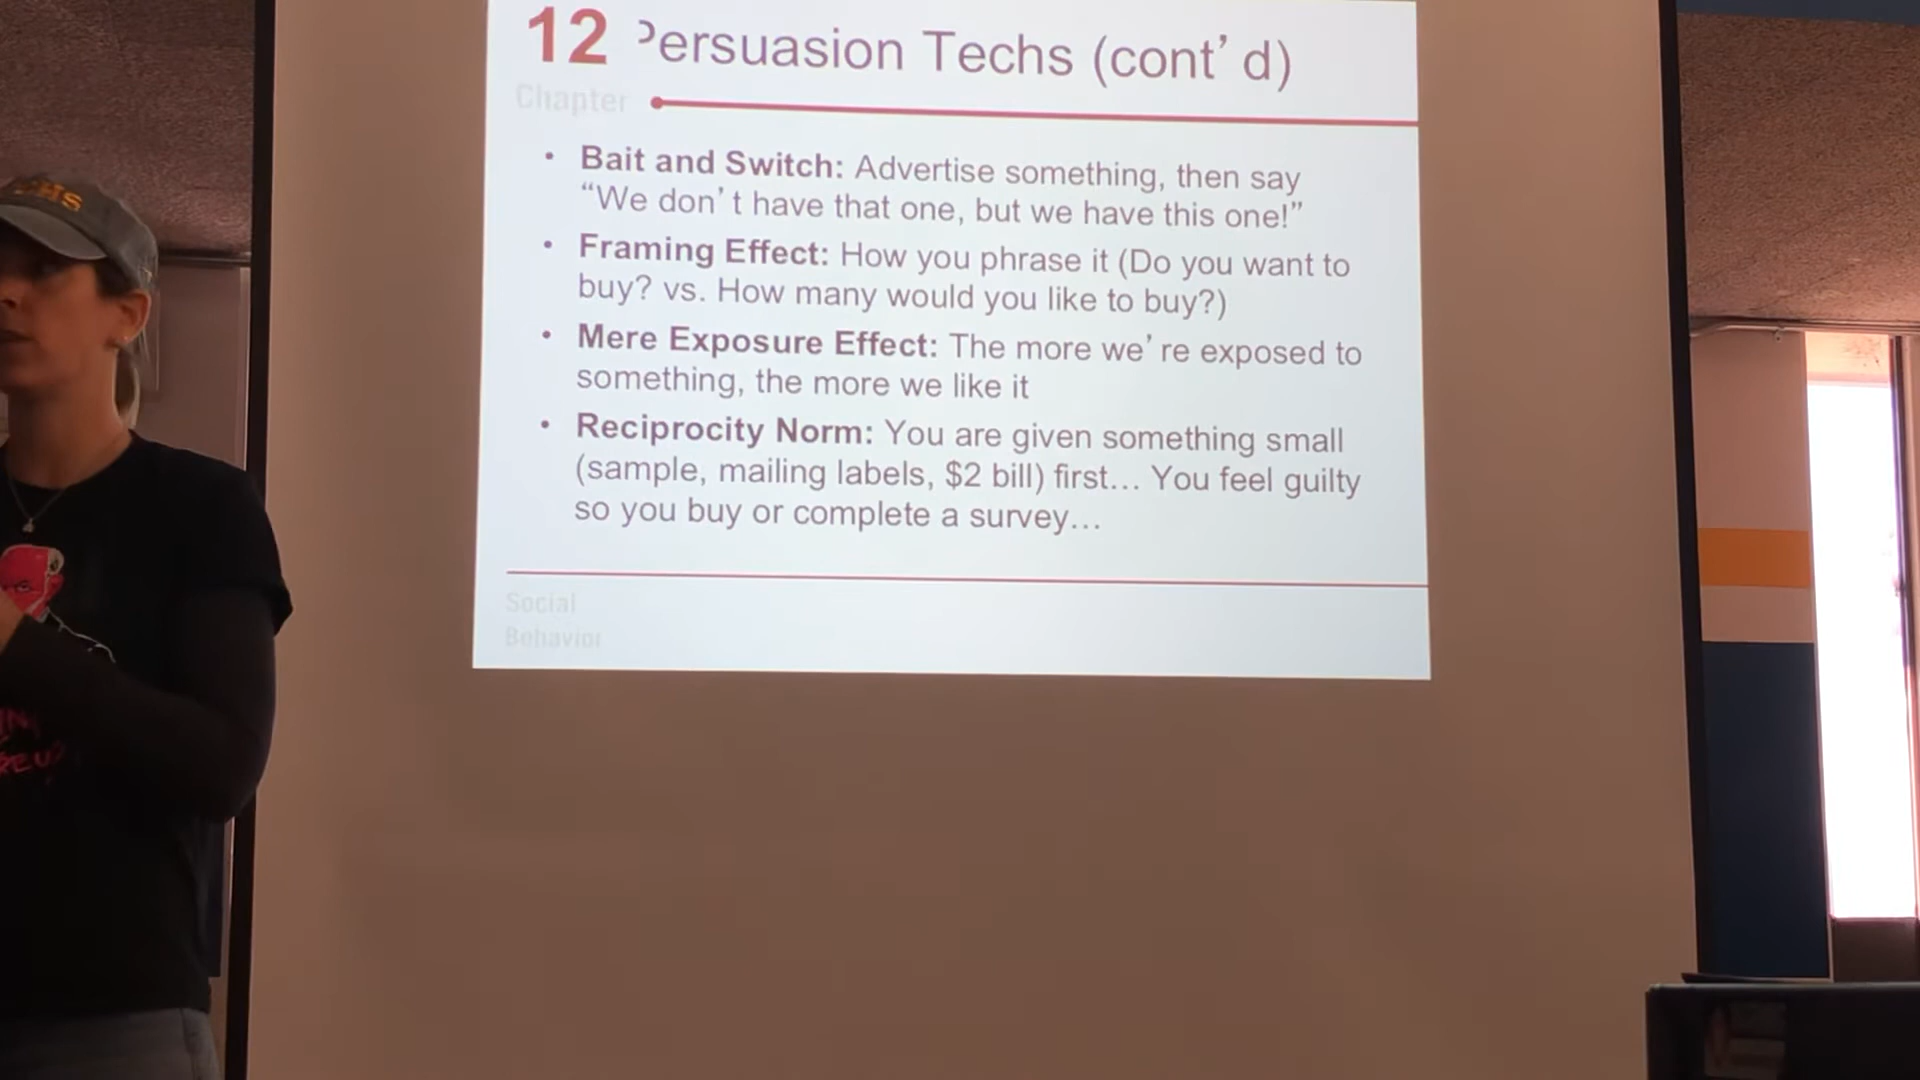 12 Persuasion Techs (cont'd)
Chapter
• Bait and Switch: Advertise something, then say
“We don't have that one, but we have this one!”
• Framing Effect: How you phrase it (Do you want to
buy? vs. How many would you like to buy?)
• Mere Exposure Effect: The more we're exposed to
something, the more we like it
• Reciprocity Norm: You are given something small
(sample, mailing labels, $2 bill) first... You feel guilty
so you buy or complete a survey...
Social
Behavior